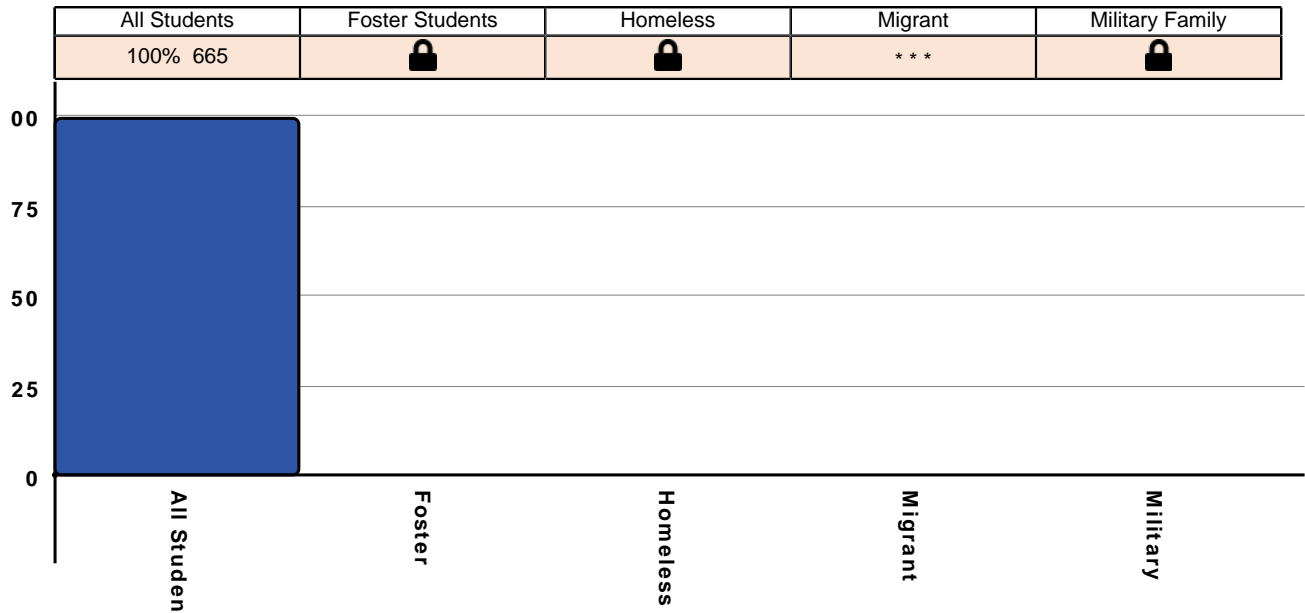 All Students Foster Students Homeless Migrant Military Family
100% 665 * * *
00
75
50
25
0
All Studen
Foster
Homeless
Migrant
Military